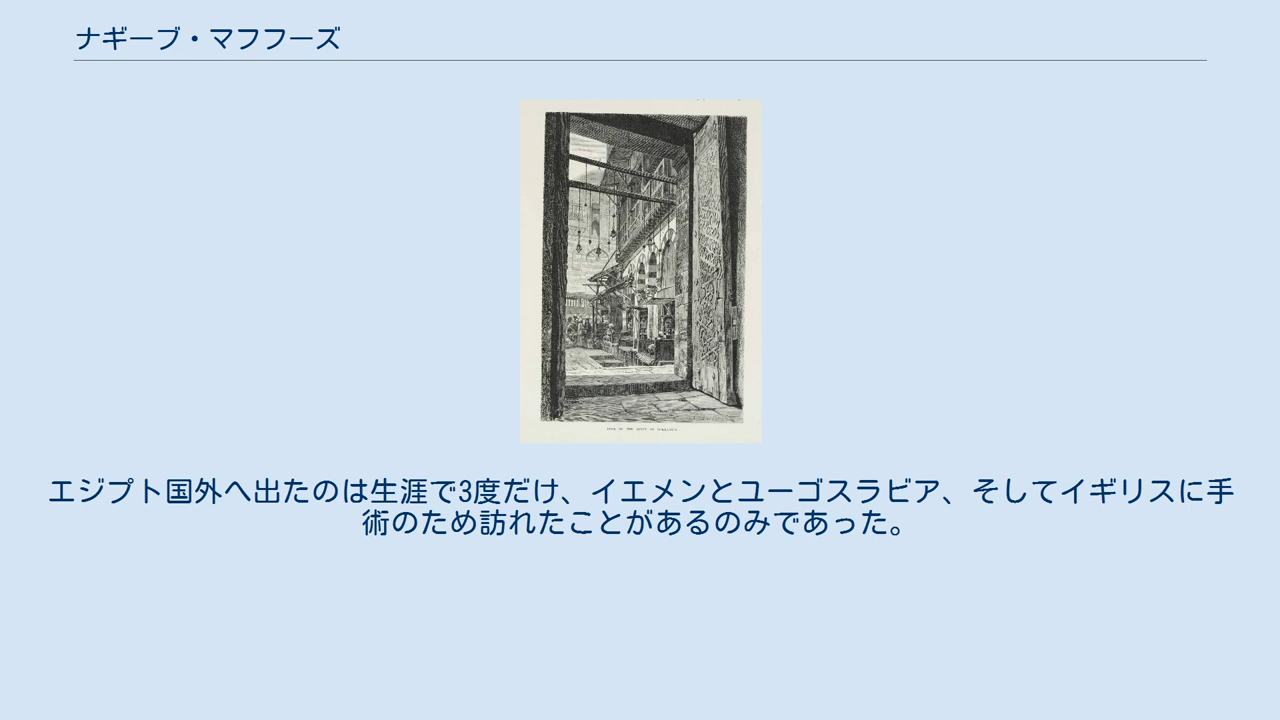 ナギーブ・マフフーズ
エジプト国外へ出たのは生涯で3度だけ、イエメンとユーゴスラビア、そしてイギリスに手
術のため訪れたことがあるのみであった。